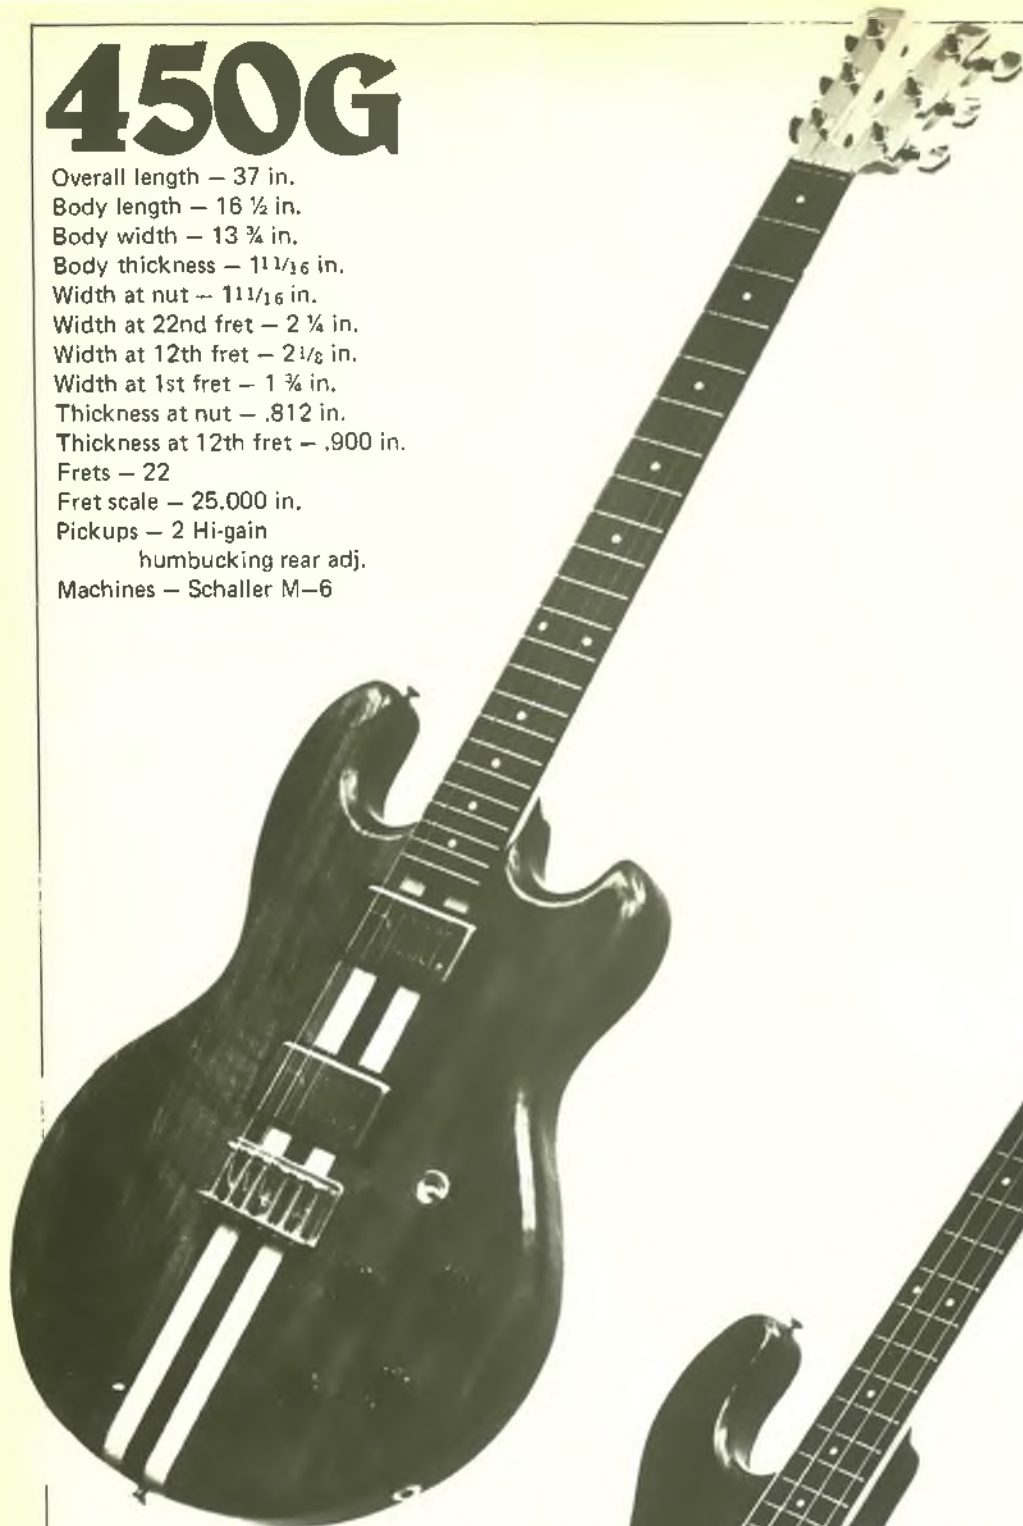 450G
Overall length — 37 in.
Body length — 16 ½ in.
Body width — 13 ¾ in.
Body thickness — 1 11/16 in.
Width at nut — 1 11/16 in.
Width at 22nd fret — 2 ¼ in.
Width at 12th fret — 2 1/8 in.
Width at 1st fret — 1 ¾ in.
Thickness at nut — .812 in.
Thickness at 12th fret — .900 in.
Frets — 22
Fret scale — 25.000 in.
Pickups — 2 Hi-gain
humbucking rear adj.
Machines — Schaller M—6